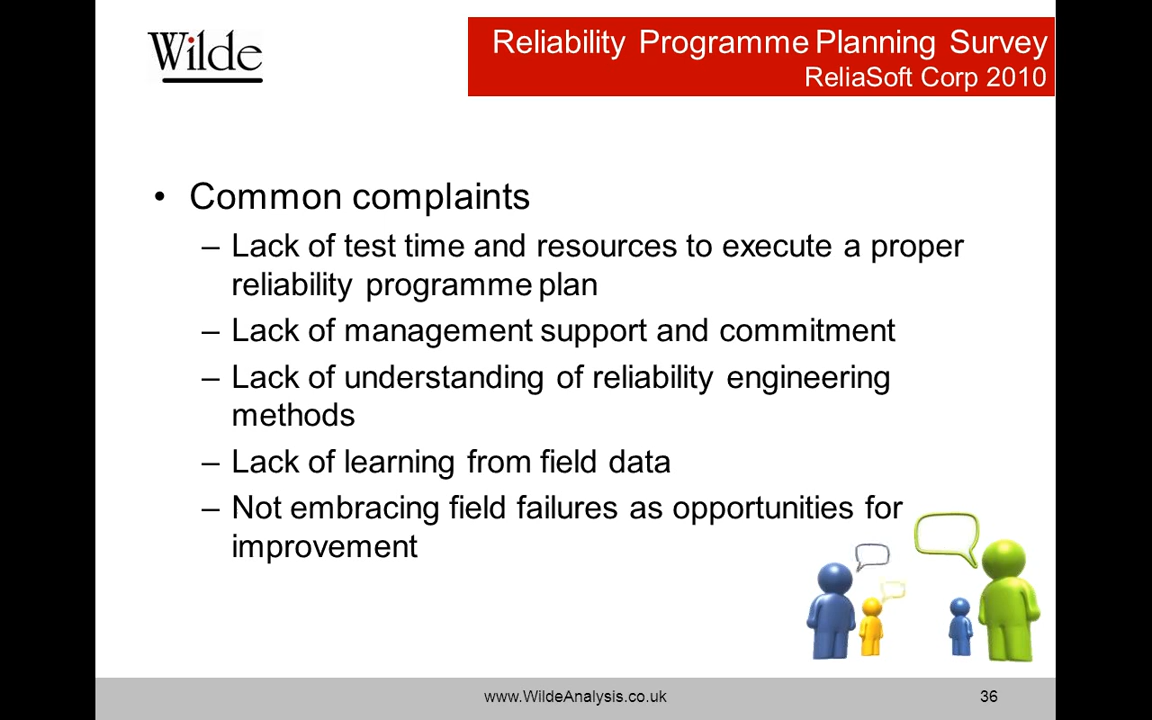 Wilde
Reliability Programme Planning Survey
ReliaSoft Corp 2010
• Common complaints
– Lack of test time and resources to execute a proper
reliability programme plan
– Lack of management support and commitment
– Lack of understanding of reliability engineering
methods
– Lack of learning from field data
– Not embracing field failures as opportunities for
improvement
www.WildeAnalysis.co.uk
36